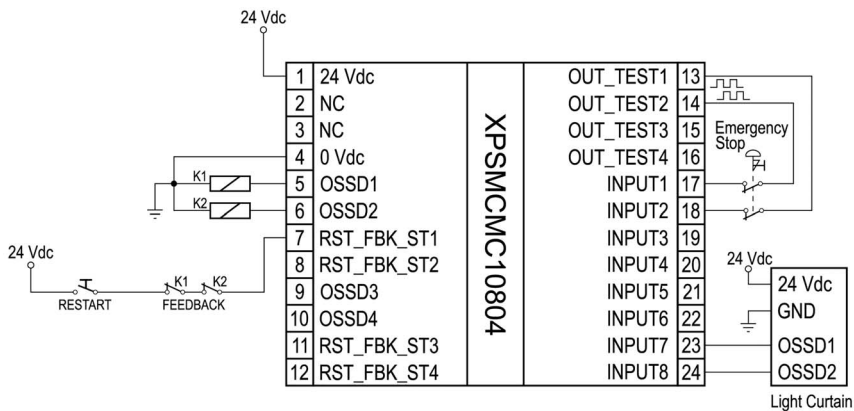 24 Vdc
1 24 Vdc
2 NC
3 NC
4 0 Vdc
K1 5 OSSD1
K2 6 OSSD2
7 RST_FBK_ST1
8 RST_FBK_ST2
9 OSSD3
10 OSSD4
11 RST_FBK_ST3
12 RST_FBK_ST4
24 Vdc
RESTART
K1 K2
FEEDBACK
XPSMCMC10804
OUT_TEST1 13
OUT_TEST2 14
OUT_TEST3 15
OUT_TEST4 16
INPUT1 17
INPUT2 18
INPUT3 19
INPUT4 20
INPUT5 21
INPUT6 22
INPUT7 23
INPUT8 24
Emergency
Stop
24 Vdc
24 Vdc
GND
OSSD1
OSSD2
Light Curtain